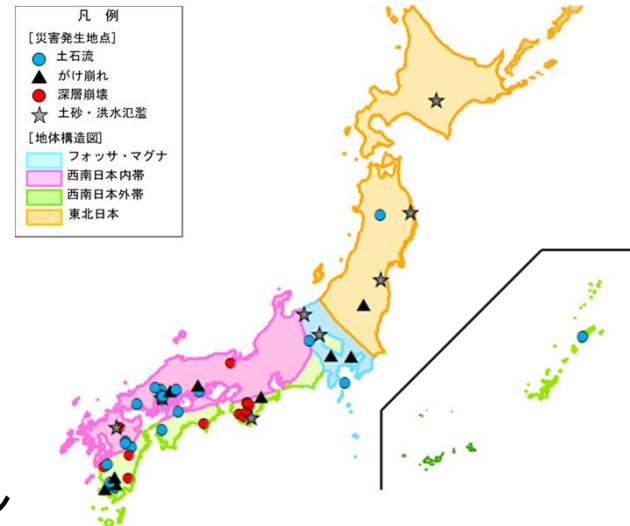 凡 例
[災害発生地点]
土石流
がけ崩れ
深層崩壊
土砂・洪水氾濫
[地体構造図]
フォッサ・マグナ
西南日本内帯
西南日本外帯
東北日本